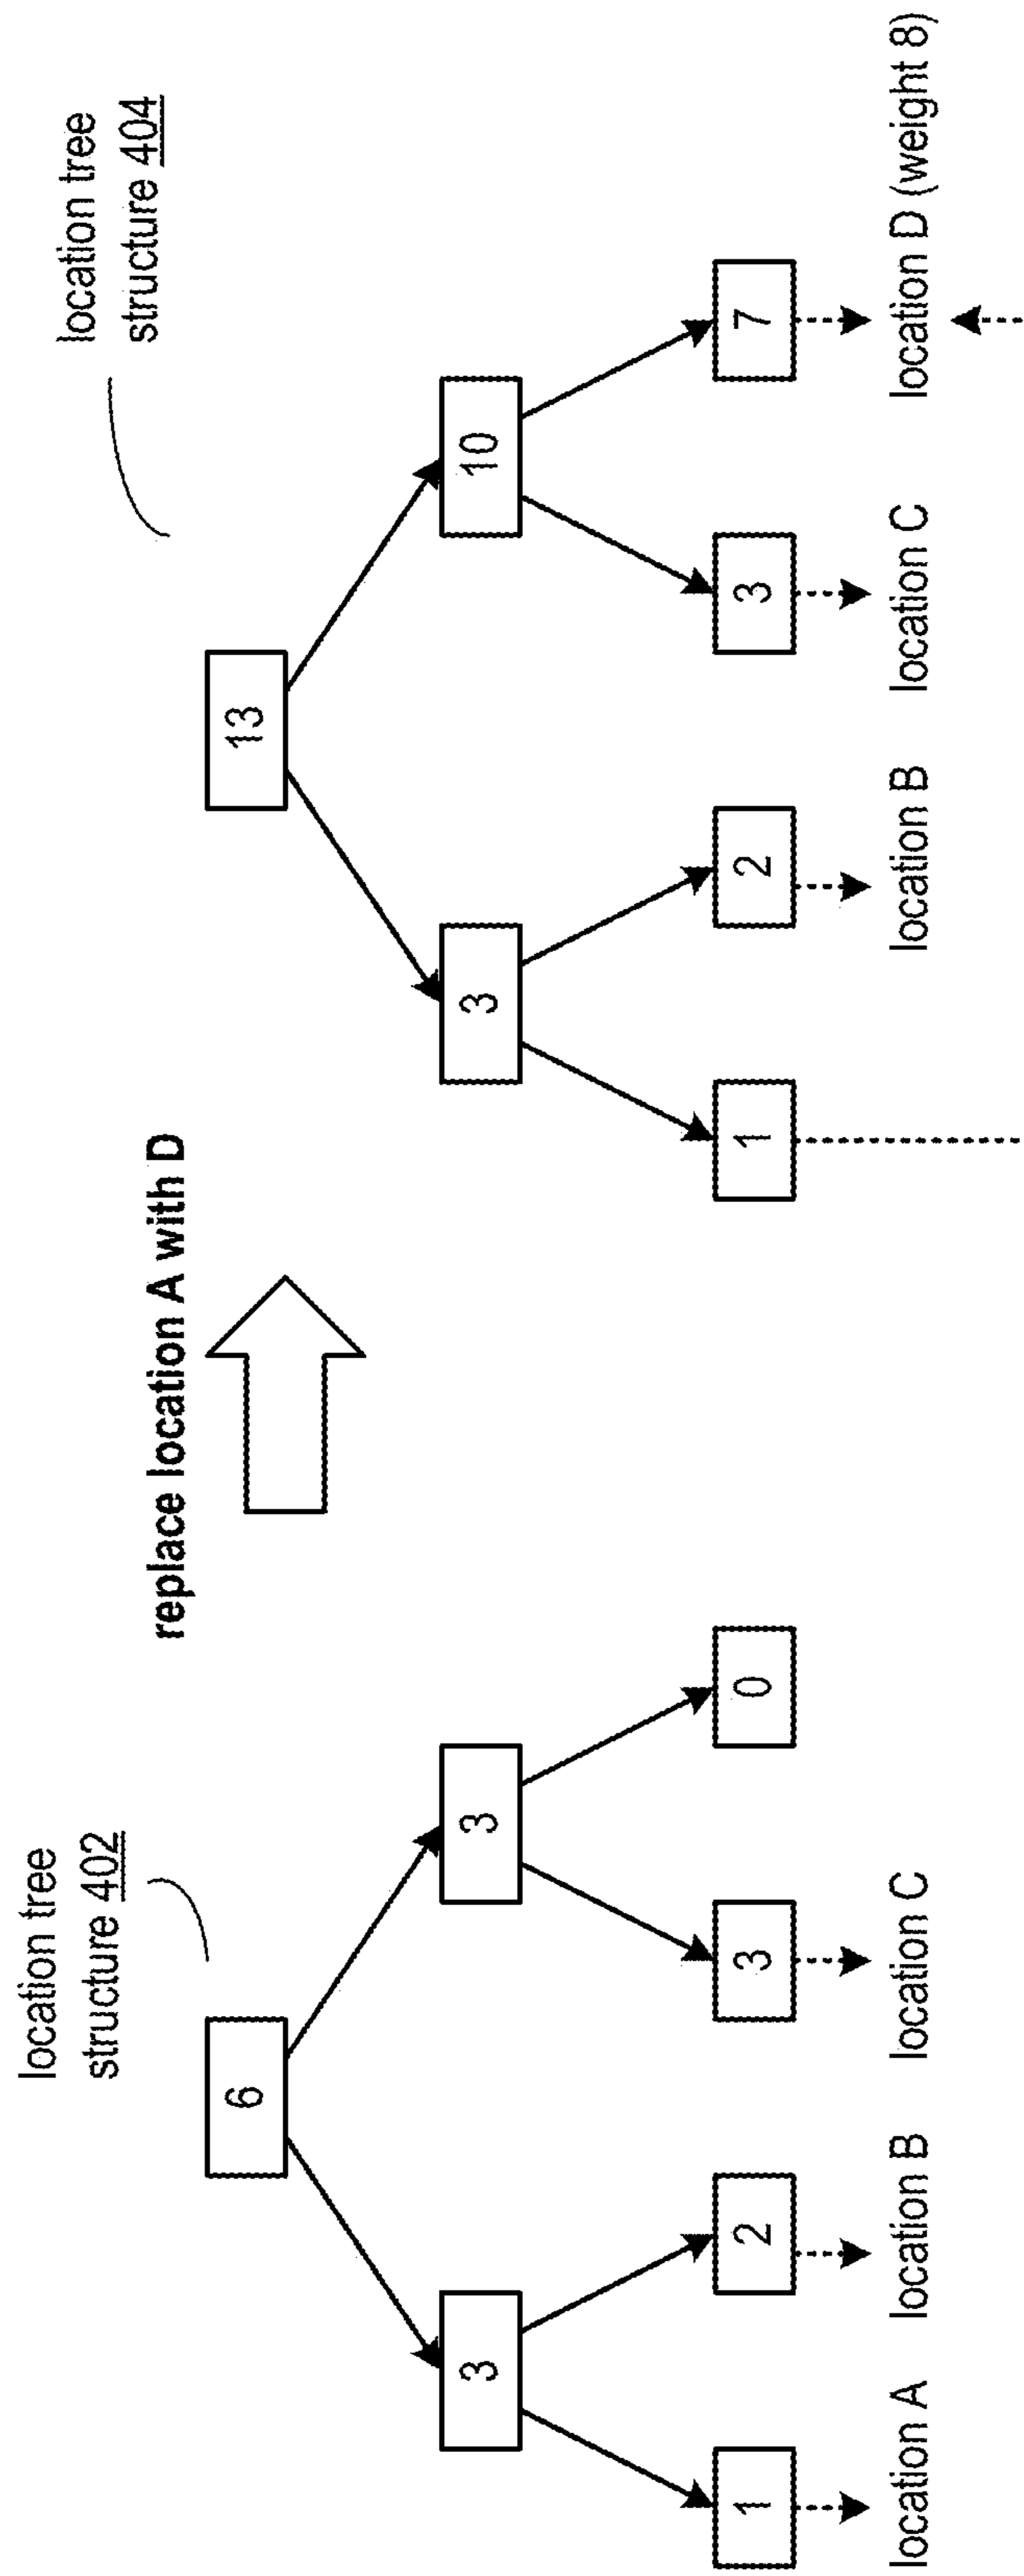 location tree
structure 402
6
3
3
1
2
3
0
location A
location B
location C
replace location A with D
location tree
structure 404
13
3
10
1
2
3
7
location B
location C
location D (weight 8)